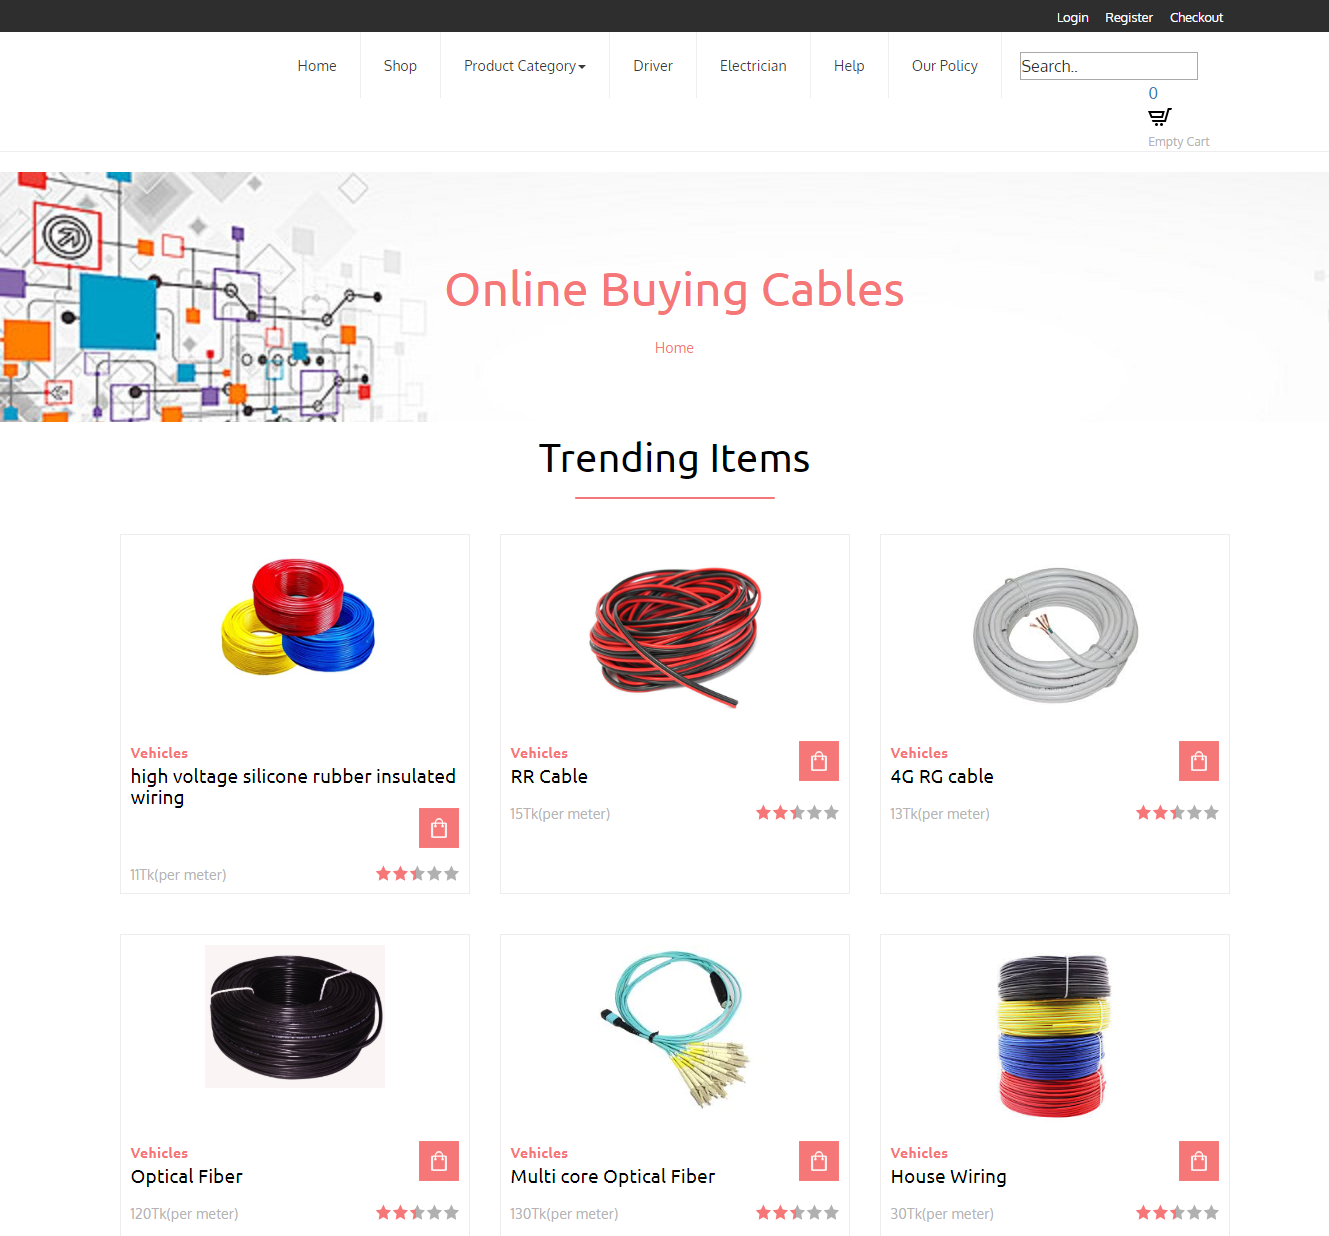 Login Register Checkout
Home Shop Product Category Driver Electrician Help Our Policy Search..
0
Empty Cart
Online Buying Cables
Home
Trending Items
Vehicles
high voltage silicone rubber insulated
wiring
11Tk(per meter)
Vehicles
RR Cable
15Tk(per meter)
Vehicles
4G RG cable
13Tk(per meter)
Vehicles
Optical Fiber
120Tk(per meter)
Vehicles
Multi core Optical Fiber
130Tk(per meter)
Vehicles
House Wiring
30Tk(per meter)